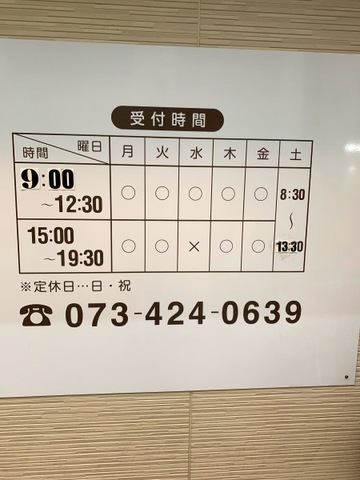 受付時間
時間 曜日 月 火 水 木 金 土
9:00 ○ ○ ○ ○ ○ 8:30
～12:30 ～
15:00 ○ ○ × ○ ○ 13:30
～19:30
※定休日…日・祝
☎ 073-424-0639